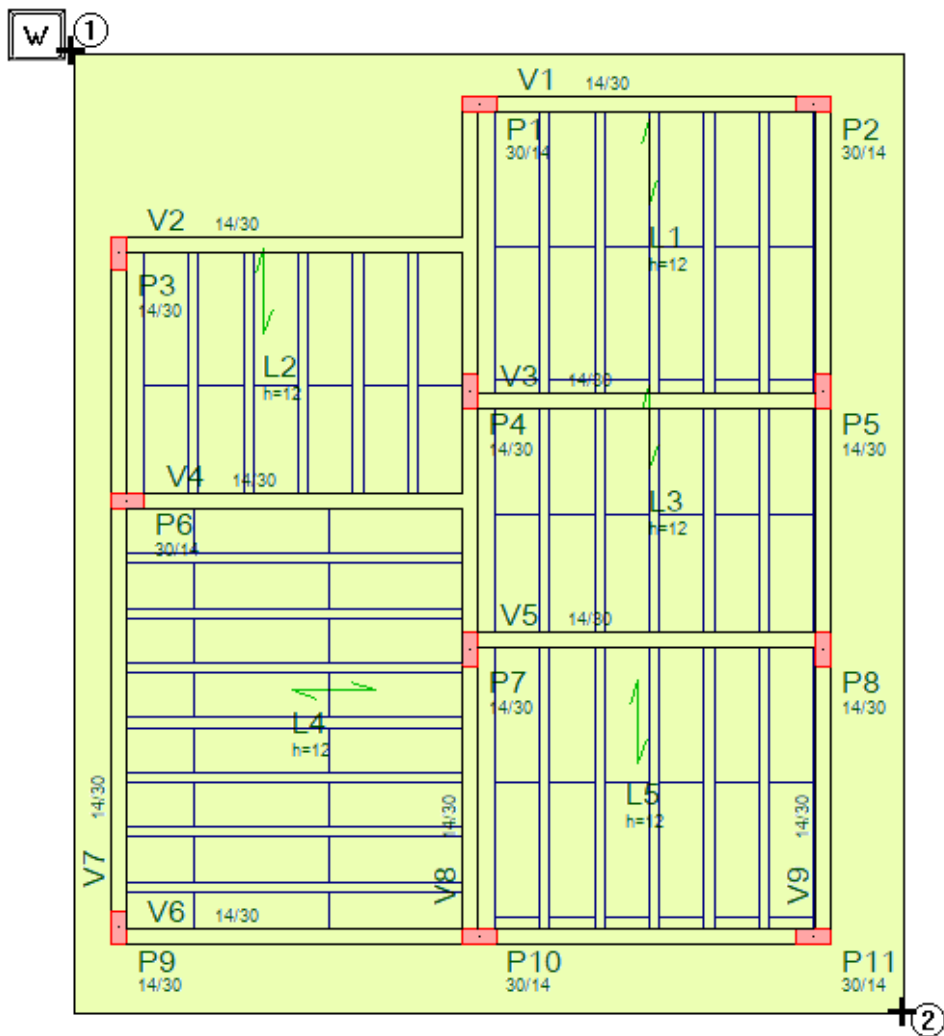 W
1
V1 14/30
P1
30/14
P2
30/14
V2 14/30
L1
h=12
P3
14/30
L2
h=12
V3 14/30
P4
14/30
P5
14/30
V4 14/30
L3
h=12
P6
30/14
V5 14/30
P7
14/30
P8
14/30
L4
h=12
L5
h=12
14/30
V7
14/30
V8
14/30
V9
V6 14/30
P9
14/30
P10
30/14
P11
30/14
2